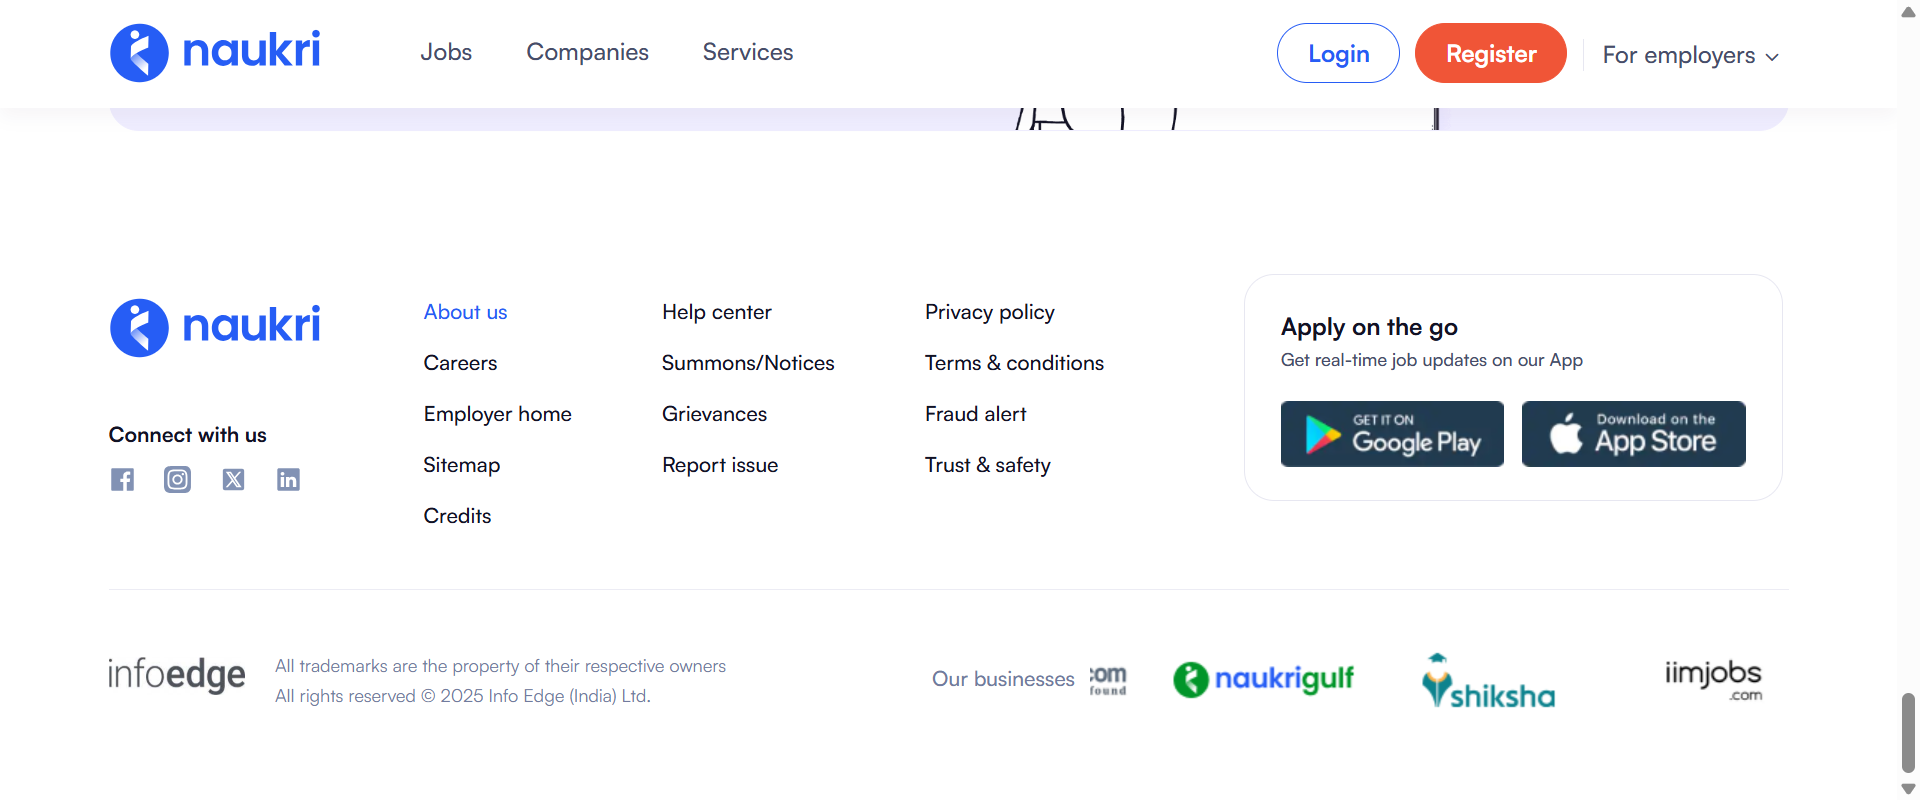 naukri
Jobs
Companies
Services
Login
Register
For employers
naukri
Connect with us
About us
Careers
Employer home
Sitemap
Credits
Help center
Summons/Notices
Grievances
Report issue
Privacy policy
Terms & conditions
Fraud alert
Trust & safety
Apply on the go
Get real-time job updates on our App
GET IT ON
Google Play
Download on the
App Store
infoedge
All trademarks are the property of their respective owners
All rights reserved © 2025 Info Edge (India) Ltd.
Our businesses
com
found
naukrigulf
shiksha
iimjobs
.com